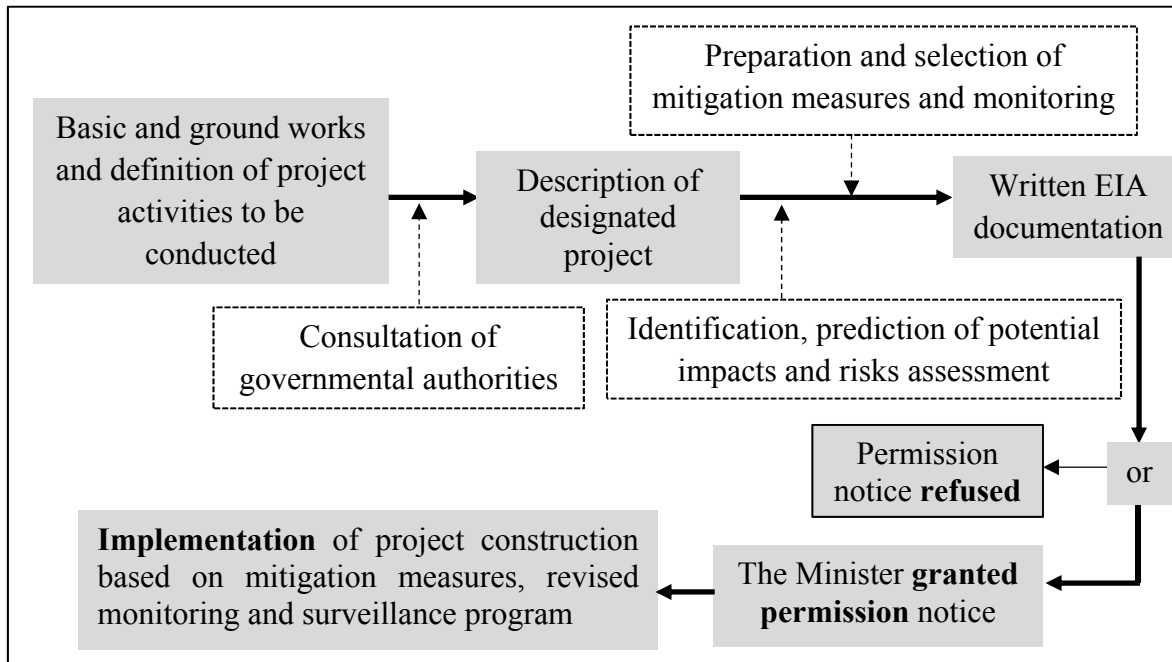 Preparation and selection of
mitigation measures and monitoring
Basic and ground works
and definition of project
activities to be
conducted
Description of
designated
project
Written EIA
documentation
Consultation of
governmental authorities
Identification, prediction of potential
impacts and risks assessment
Permission
notice refused
or
Implementation of project construction
based on mitigation measures, revised
monitoring and surveillance program
The Minister granted
permission notice